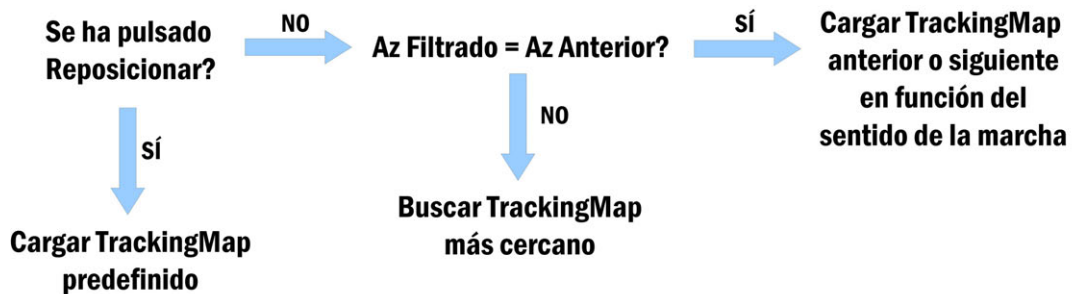 Se ha pulsado
Reposicionar?
NO
Az Filtrado = Az Anterior?
SÍ
Cargar TrackingMap
anterior o siguiente
en función del
sentido de la marcha
SÍ
NO
Cargar TrackingMap
predefinido
Buscar TrackingMap
más cercano